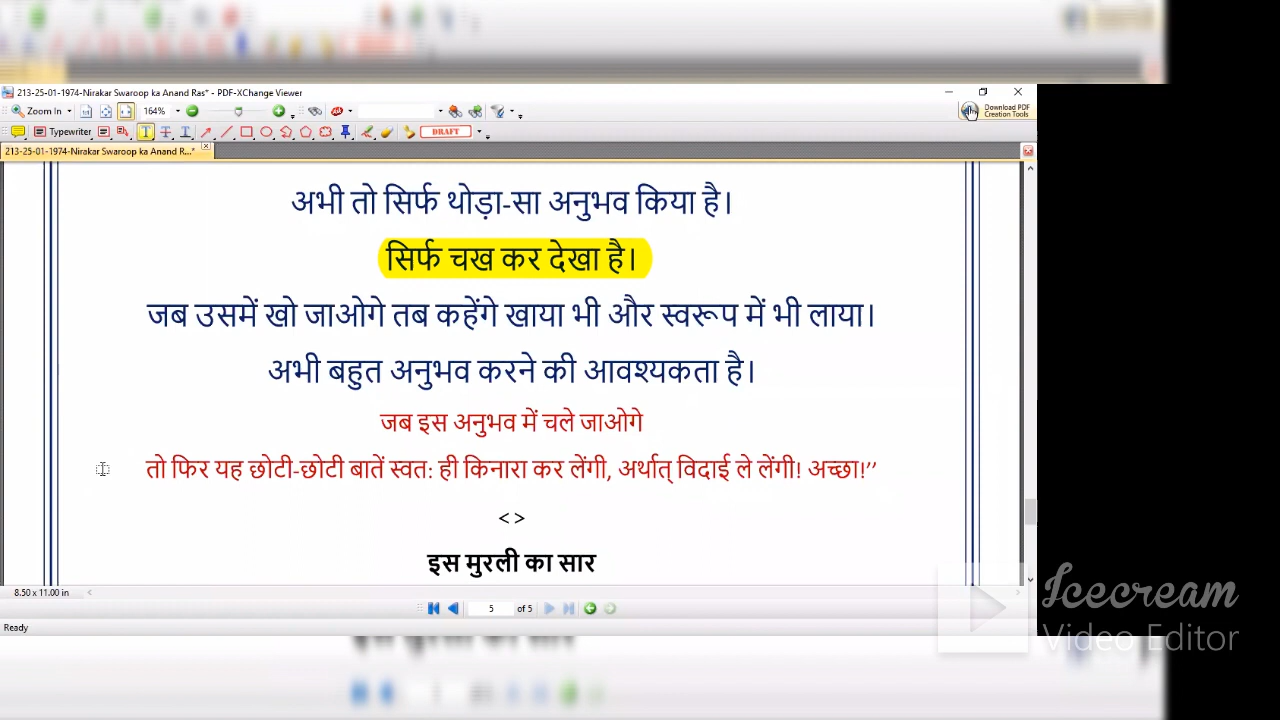 213-25-01-1974-Nirakar Swaroop ka Anand Ras* - PDF-XChange Viewer
Zoom In 164% Download PDF Creation Tools
Typewriter DRAFT
213-25-01-1974-Nirakar Swaroop ka Anand R...*
अभी तो सिर्फ थोड़ा-सा अनुभव किया है।
सिर्फ चख कर देखा है।
जब उसमें खो जाओगे तब कहेंगे खाया भी और स्वरूप में भी लाया।
अभी बहुत अनुभव करने की आवश्यकता है।
जब इस अनुभव में चले जाओगे
तो फिर यह छोटी-छोटी बातें स्वत: ही किनारा कर लेंगी, अर्थात् विदाई ले लेंगी! अच्छा!’’
< >
इस मुरली का सार
8.50 x 11.00 in
5 of 5
Ready
Icecream
Video Editor